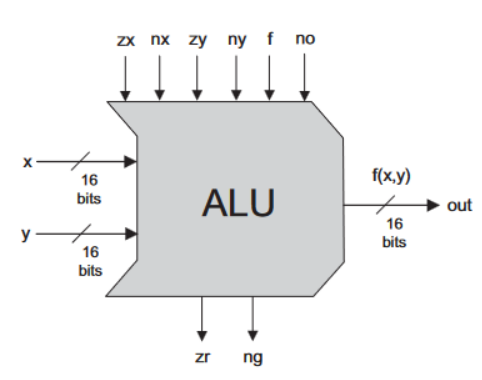 zx nx zy ny f no
x
16
bits
ALU
f(x,y)
out
16
bits
y
16
bits
zr ng